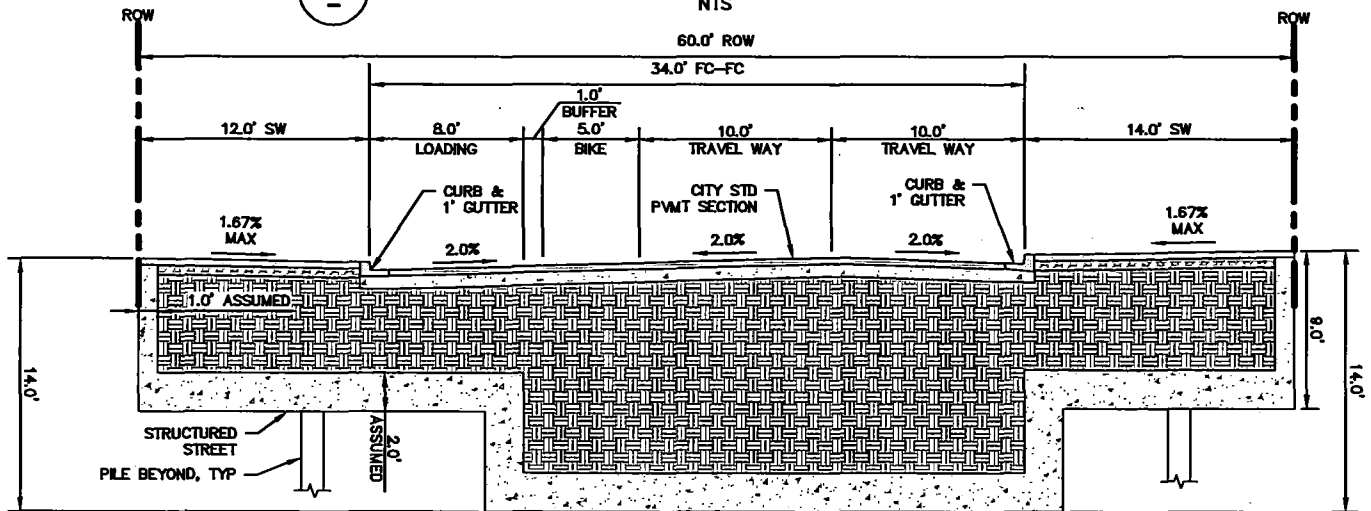 NTS
ROW
ROW
60.0' ROW
34.0' FC-FC
1.0'
BUFFER
12.0' SW
8.0'
LOADING
5.0'
BIKE
10.0'
TRAVEL WAY
10.0'
TRAVEL WAY
14.0' SW
CURB &
1' GUTTER
CITY STD
PVMT SECTION
CURB &
1' GUTTER
1.67%
MAX
2.0%
2.0%
2.0%
1.67%
MAX
1.0' ASSUMED
14.0'
9.0'
14.0'
2.0'
ASSUMED
STRUCTURED
STREET
PILE BEYOND, TYP